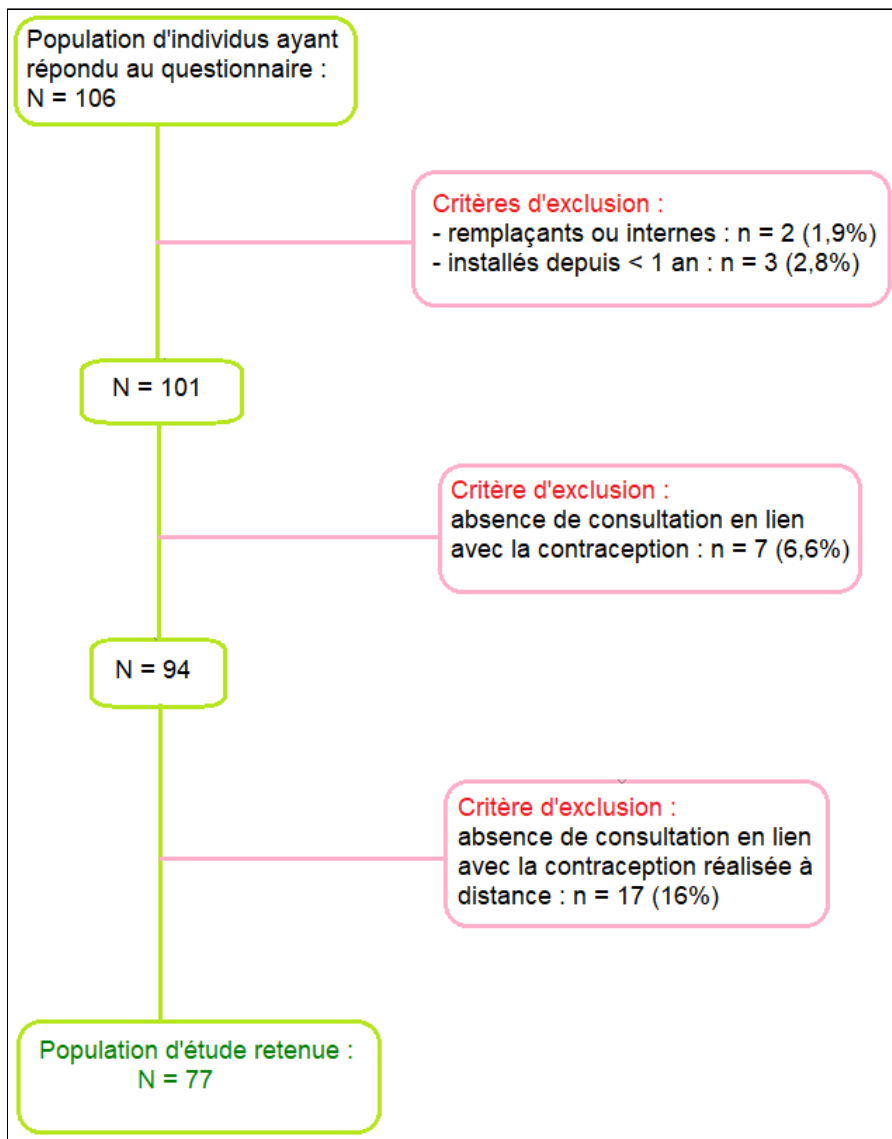 Population d'individus ayant
répondu au questionnaire :
N = 106
Critères d'exclusion :
- remplaçants ou internes : n = 2 (1,9%)
- installés depuis < 1 an : n = 3 (2,8%)
N = 101
Critère d'exclusion :
absence de consultation en lien
avec la contraception : n = 7 (6,6%)
N = 94
Critère d'exclusion :
absence de consultation en lien
avec la contraception réalisée à
distance : n = 17 (16%)
Population d'étude retenue :
N = 77